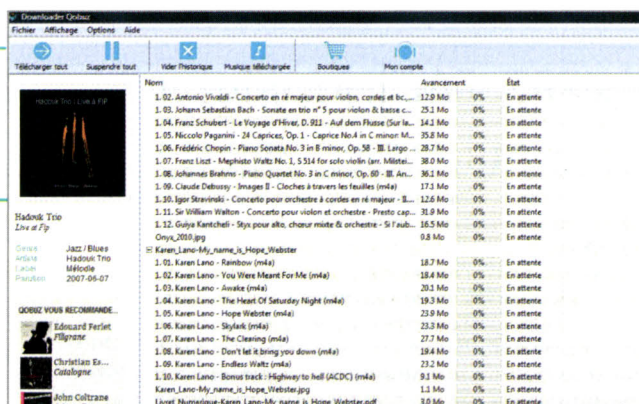 Downloader Qobuz
Fichier Affichage Options Aide
Télécharger tout Suspendre tout Vider l'historique Musique téléchargée Boutiques Mon compte
Nom Avancement État
1. 02. Antonio Vivaldi - Concerto en ré majeur pour violon, cordes et bc.,... 12.9 Mo 0% En attente
1. 03. Johann Sebastian Bach - Sonate en trio n° 5 pour violon & basse c... 25.1 Mo 0% En attente
1. 04. Franz Schubert - Le Voyage d'Hiver, D. 911 - Auf dem Flusse (Sur la... 14.1 Mo 0% En attente
1. 05. Niccolo Paganini - 24 Caprices, Op. 1 - Caprice No.4 in C minor: M... 35.8 Mo 0% En attente
1. 06. Frédéric Chopin - Piano Sonata No. 3 in B minor, Op. 58 - III. Largo ... 28.7 Mo 0% En attente
1. 07. Franz Liszt - Mephisto Waltz No. 1, S 514 for solo violin (arr. Milstei... 38.0 Mo 0% En attente
1. 08. Johannes Brahms - Piano Quartet No. 3 in C minor, Op. 60 - III. An... 36.1 Mo 0% En attente
1. 09. Claude Debussy - Images II - Cloches à travers les feuilles (m4a) 17.1 Mo 0% En attente
1. 10. Igor Stravinski - Concerto pour orchestre à cordes en ré majeur - II.... 12.6 Mo 0% En attente
1. 11. Sir William Walton - Concerto pour violon et orchestre - Presto cap... 31.9 Mo 0% En attente
1. 12. Guiya Kantcheli - Styx pour alto, chœur mixte & orchestre - Si l'aub... 16.5 Mo 0% En attente
Onyx_2010.jpg 0.8 Mo 0% En attente
Karen_Lano-My_name_is_Hope_Webster
1. 01. Karen Lano - Rainbow (m4a) 18.7 Mo 0% En attente
1. 02. Karen Lano - You Were Meant For Me (m4a) 18.4 Mo 0% En attente
1. 03. Karen Lano - Awake (m4a) 20.1 Mo 0% En attente
1. 04. Karen Lano - The Heart Of Saturday Night (m4a) 19.3 Mo 0% En attente
1. 05. Karen Lano - Hope Webster (m4a) 23.9 Mo 0% En attente
1. 06. Karen Lano - Skylark (m4a) 23.3 Mo 0% En attente
1. 07. Karen Lano - The Clearing (m4a) 27.7 Mo 0% En attente
1. 08. Karen Lano - Don't let it bring you down (m4a) 19.4 Mo 0% En attente
1. 09. Karen Lano - Endless Waltz (m4a) 23.2 Mo 0% En attente
1. 10. Karen Lano - Bonus track : Highway to hell (ACDC) (m4a) 9.1 Mo 0% En attente
Karen_Lano-My_name_is_Hope_Webster.jpg 1.1 Mo 0% En attente
Livret_Numerique-Karen_Lano-My_name_is_Hope_Webster.pdf 3.0 Mo 0% En attente
Hadouk Trio Live à FIP
Hadouk Trio
Live at Fip
Genre Jazz / Blues
Artiste Hadouk Trio
Label Mélodie
Parution 2007-06-07
QOBUZ VOUS RECOMMANDE...
Edouard Ferlet
Filigrane
Christian Es...
Catalogne
John Coltrane